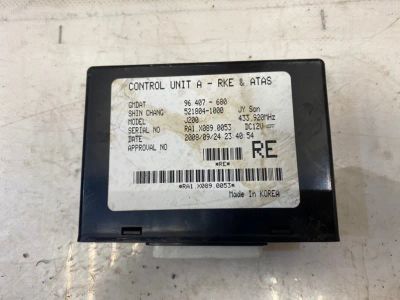 CONTROL UNIT A - RKE & ATAS
GMDAT 96 407 - 680
SHIN CHANG 521804-1000 JY Son
MODEL J200 433.920MHz
SERIAL NO RA1.X089.0053 DC12V
DATE 2008/09/24 23:40:54
APPROVAL NO
RE
*RE*
*RA1.X089.0053*
Made in KOREA